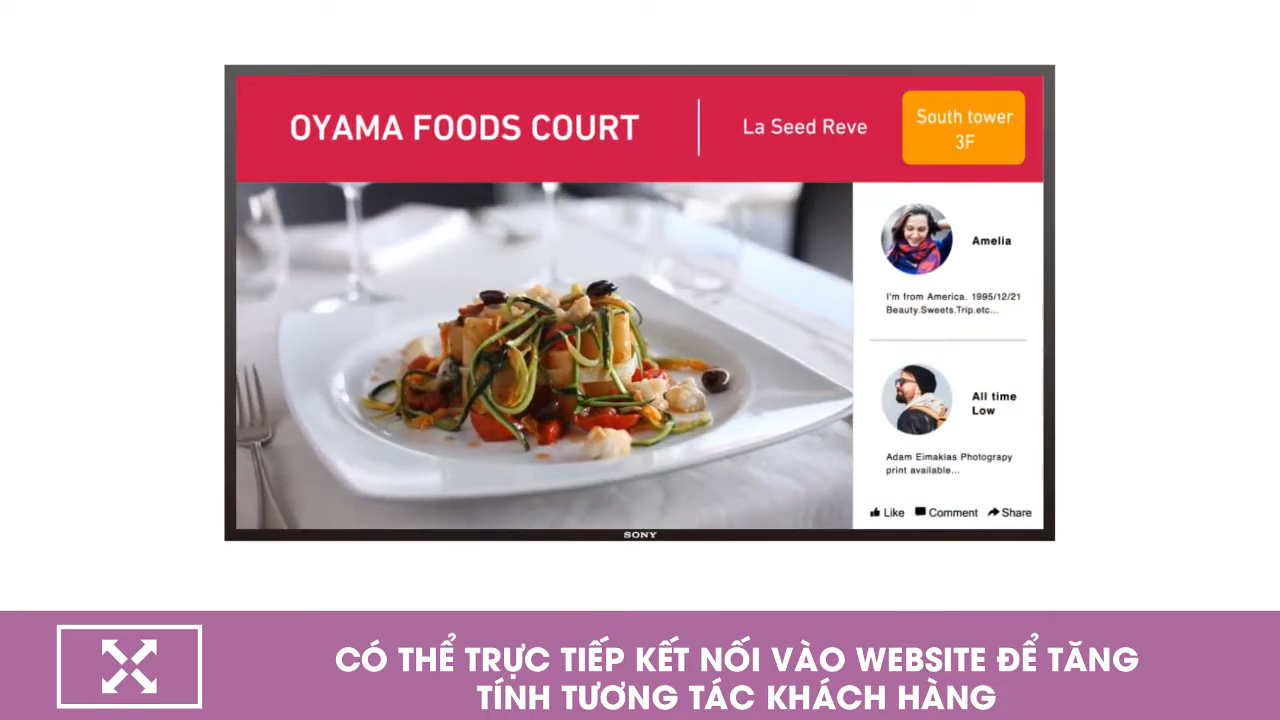 OYAMA FOODS COURT
La Seed Reve
South tower
3F
Amelia
I'm from America. 1995/12/21
Beauty.Sweets.Trip.etc...
All time
Low
Adam Eimakias Photograpy
print available...
Like Comment Share
SONY
CÓ THỂ TRỰC TIẾP KẾT NỐI VÀO WEBSITE ĐỂ TĂNG
TÍNH TƯƠNG TÁC KHÁCH HÀNG